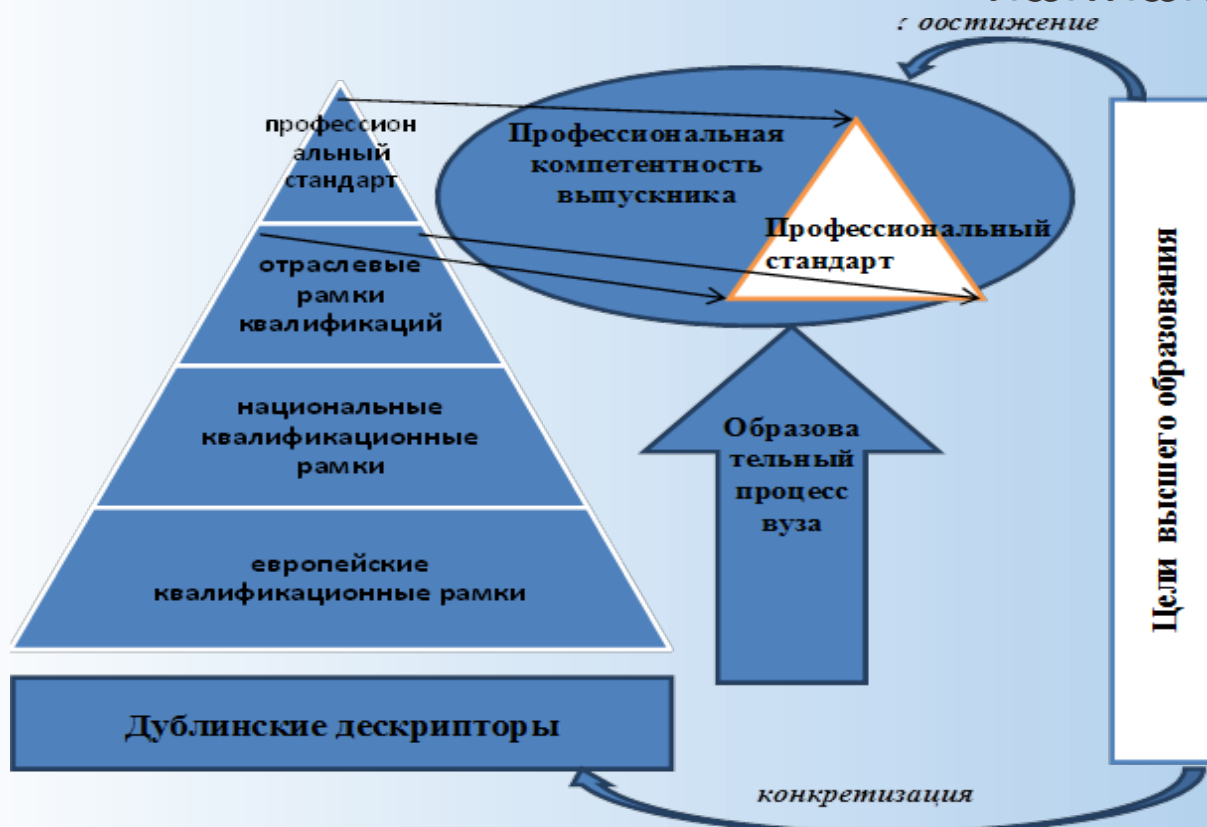 достижение
профессион
альный
стандарт
отраслевые
рамки
квалификаций
национальные
квалификационные
рамки
европейские
квалификационные рамки
Дублинские дескрипторы
Профессиональная
компетентность
выпускника
Профессиональный
стандарт
Образова
тельный
процесс
вуза
Цели высшего образования
конкретизация